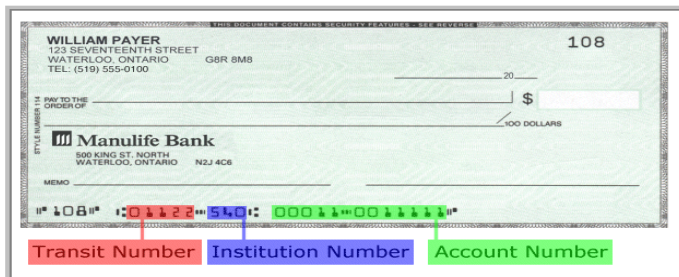 THIS DOCUMENT CONTAINS SECURITY FEATURES - SEE REVERSE
WILLIAM PAYER
123 SEVENTEENTH STREET
WATERLOO, ONTARIO G8R 8M8
TEL: (519) 555-0100
108
20
STYLE NUMBER 114
PAY TO THE
ORDER OF
$
100 DOLLARS
Manulife Bank
500 KING ST. NORTH
WATERLOO, ONTARIO N2J 4C6
MEMO
⑈108⑈ ⑆01122⑉540⑆ 00011⑉0011111⑈
Transit Number Institution Number Account Number